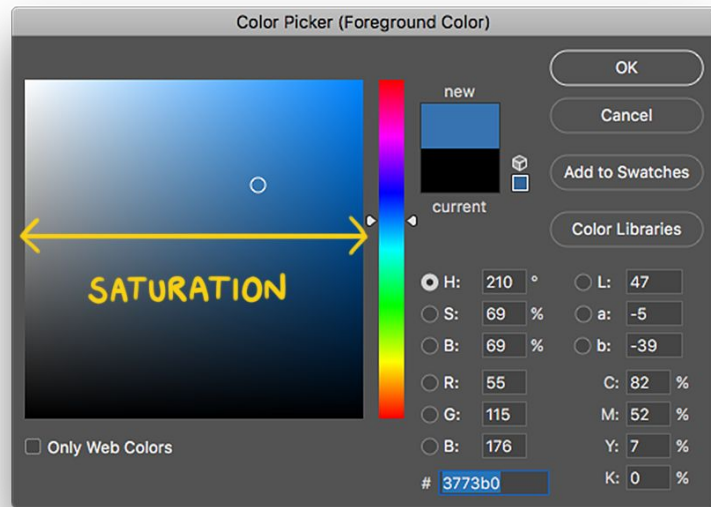 Color Picker (Foreground Color)
new
current
OK
Cancel
Add to Swatches
Color Libraries
SATURATION
H: 210 °
S: 69 %
B: 69 %
R: 55
G: 115
B: 176
# 3773b0
L: 47
a: -5
b: -39
C: 82 %
M: 52 %
Y: 7 %
K: 0 %
Only Web Colors